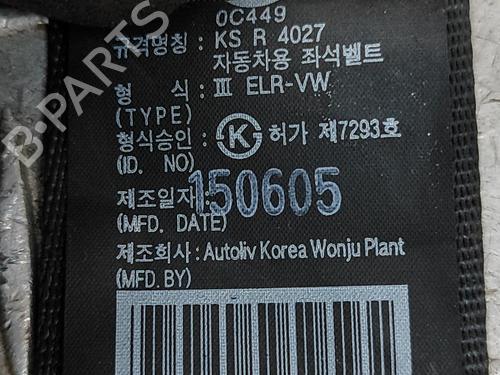 0C449
규격명칭 : KS R 4027
자동차용 좌석벨트
형 식 : Ⅲ ELR-VW
(TYPE)
형식승인 : K 허가 제7293호
(ID. NO)
제조일자 : 150605
(MFD. DATE)
제조회사 : Autoliv Korea Wonju Plant
(MFD.BY)
B-PARTS